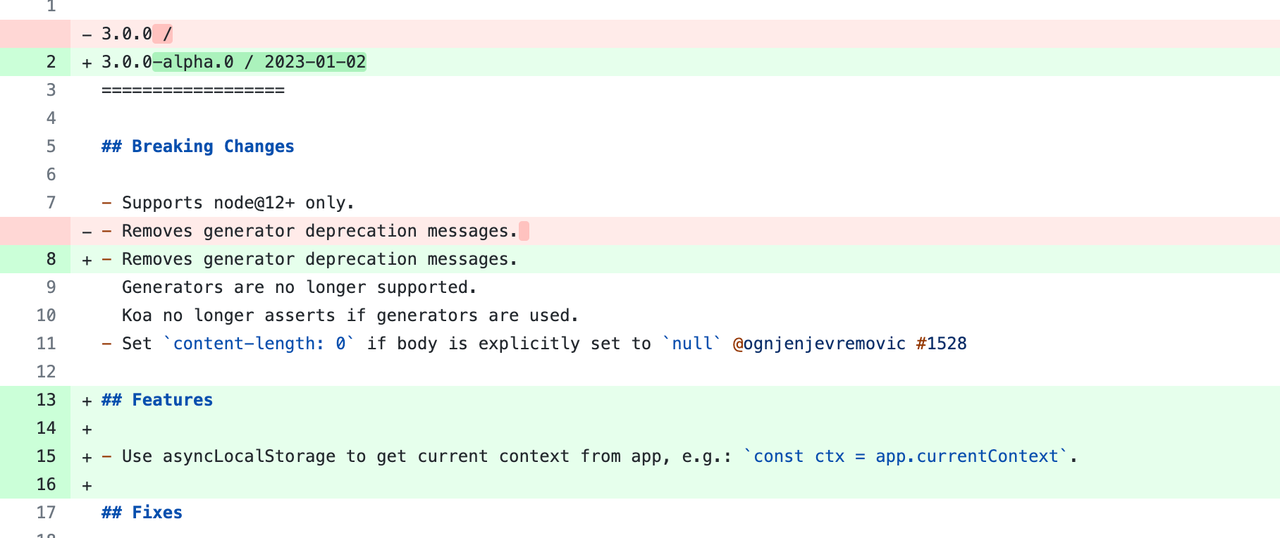 1
- 3.0.0 /
2 + 3.0.0-alpha.0 / 2023-01-02
3 ==================
4
5 ## Breaking Changes
6
7 - Supports node@12+ only.
- - Removes generator deprecation messages.
8 + - Removes generator deprecation messages.
9 Generators are no longer supported.
10 Koa no longer asserts if generators are used.
11 - Set `content-length: 0` if body is explicitly set to `null` @ognjenjevremovic #1528
12
13 + ## Features
14 +
15 + - Use asyncLocalStorage to get current context from app, e.g.: `const ctx = app.currentContext`.
16 +
17 ## Fixes
18